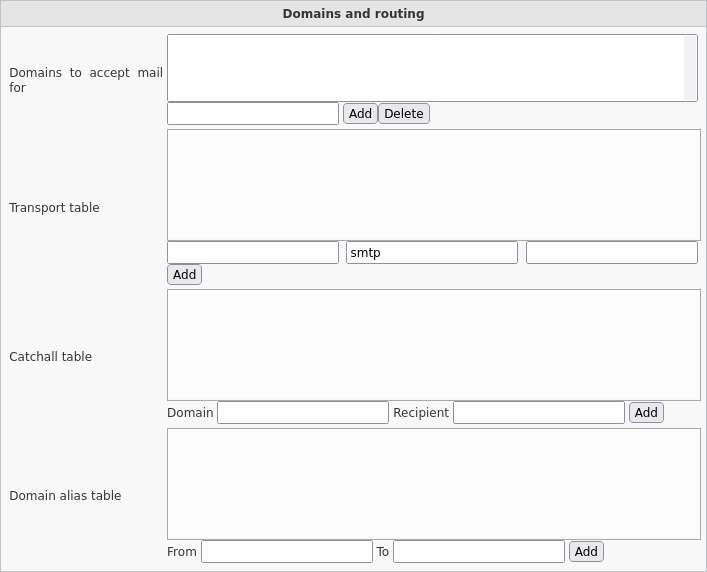 Domains and routing
Domains to accept mail
for
Add Delete
Transport table
smtp
Add
Catchall table
Domain Recipient Add
Domain alias table
From To Add